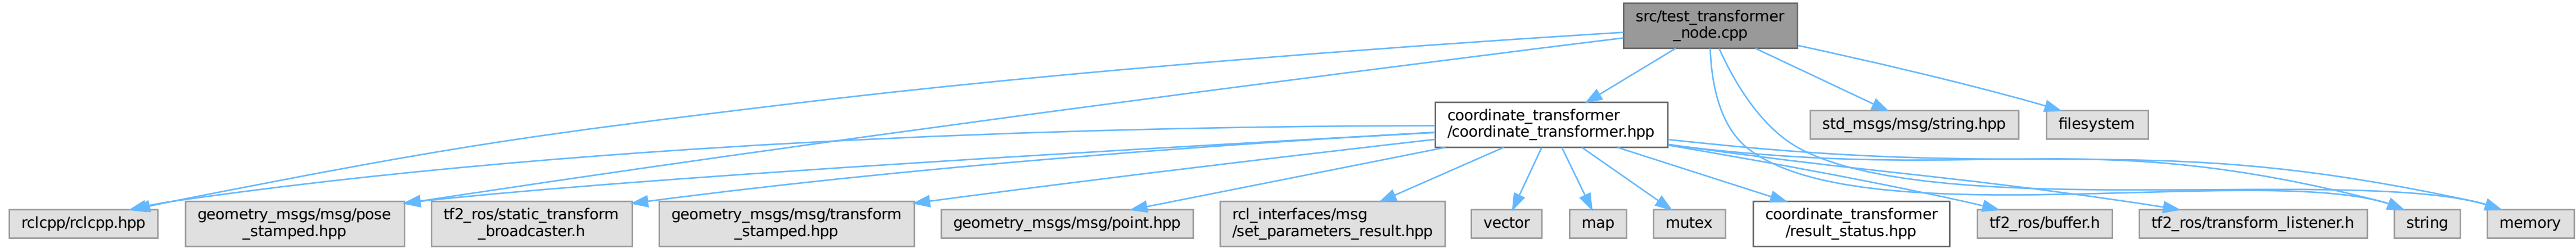 src/test_transformer
_node.cpp
coordinate_transformer
/coordinate_transformer.hpp
std_msgs/msg/string.hpp
filesystem
rclcpp/rclcpp.hpp
geometry_msgs/msg/pose
_stamped.hpp
tf2_ros/static_transform
_broadcaster.h
geometry_msgs/msg/transform
_stamped.hpp
geometry_msgs/msg/point.hpp
rcl_interfaces/msg
/set_parameters_result.hpp
vector
map
mutex
coordinate_transformer
/result_status.hpp
tf2_ros/buffer.h
tf2_ros/transform_listener.h
string
memory